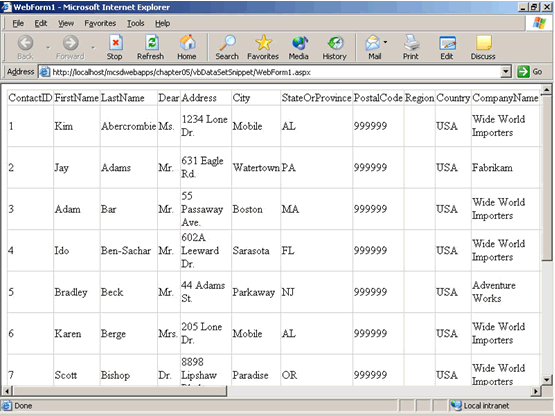 WebForm1 - Microsoft Internet Explorer
File Edit View Favorites Tools Help
Back Forward Stop Refresh Home Search Favorites Media History Mail Print Edit Discuss
Address http://localhost/mcsdwebapps/chapter05/vbDataSetSnippet/WebForm1.aspx Go
ContactID FirstName LastName Dear Address City StateOrProvince PostalCode Region Country CompanyName
1 Kim Abercrombie Ms. 1234 Lone Dr. Mobile AL 999999 USA Wide World Importers
2 Jay Adams Mr. 631 Eagle Rd. Watertown PA 999999 USA Fabrikam
3 Adam Bar Mr. 55 Passaway Ave. Boston MA 999999 USA Wide World Importers
4 Ido Ben-Sachar Mr. 602A Leeward Dr. Sarasota FL 999999 USA Wide World Importers
5 Bradley Beck Mr. 44 Adams St. Parkaway NJ 999999 USA Adventure Works
6 Karen Berge Mrs. 205 Lone Dr. Mobile AL 999999 USA Wide World Importers
7 Scott Bishop Dr. 8898 Lipshaw Paradise OR 999999 USA Wide World Importers
Done Local intranet